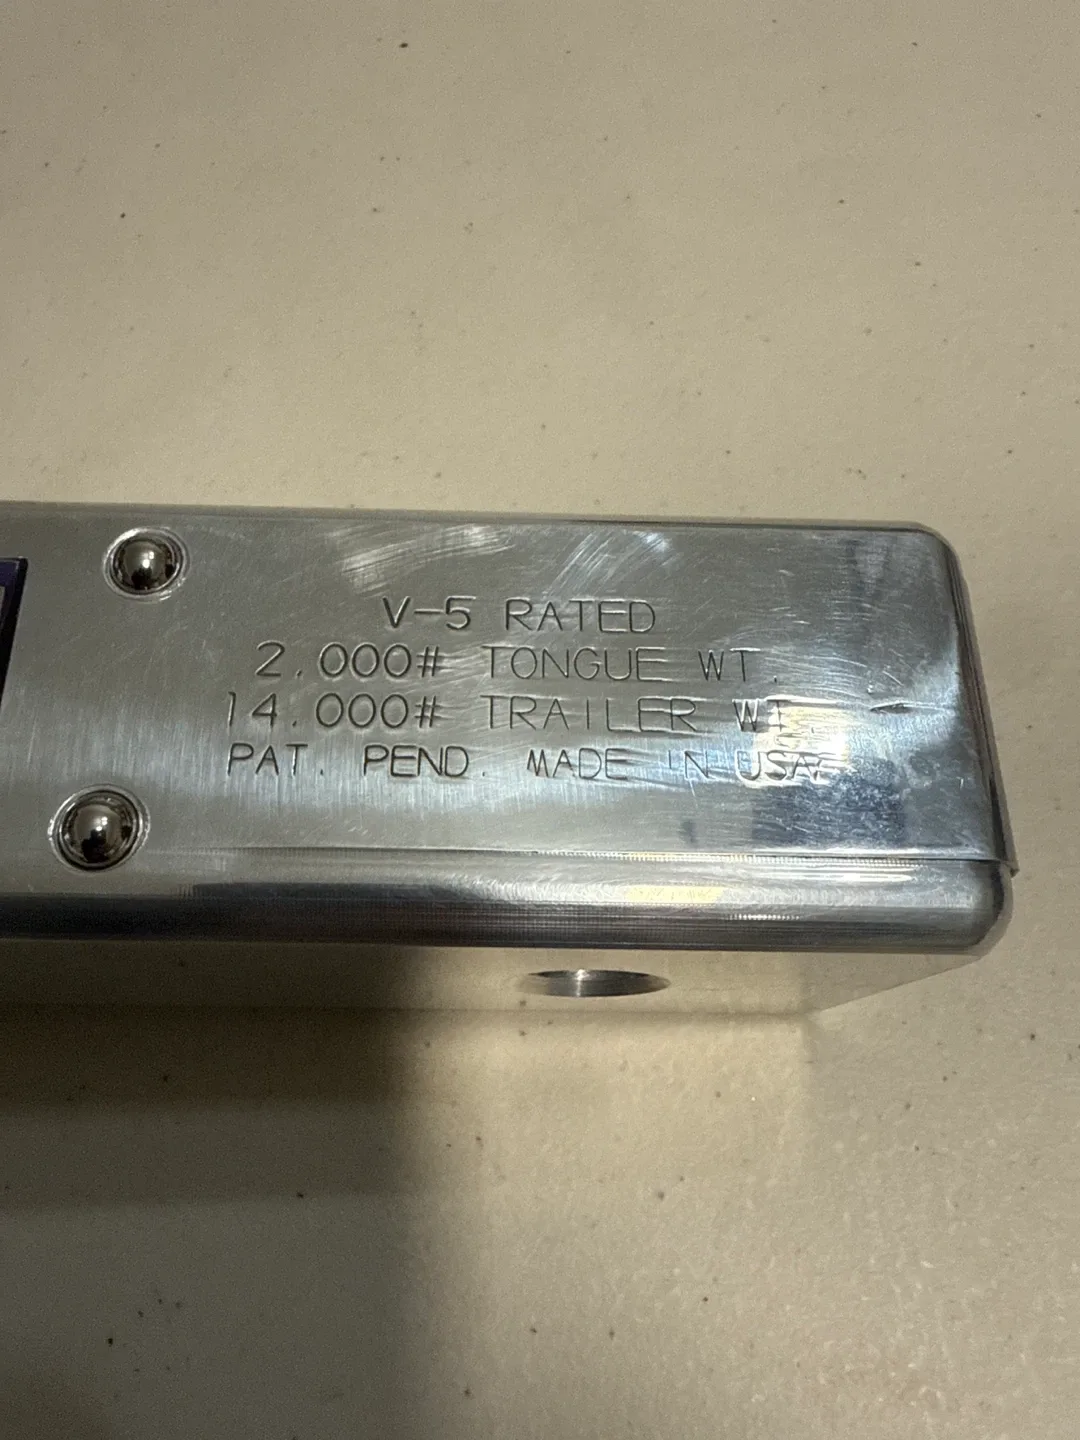 V-5 RATED
2.000# TONGUE WT.
14.000# TRAILER WT.
PAT. PEND. MADE IN USA